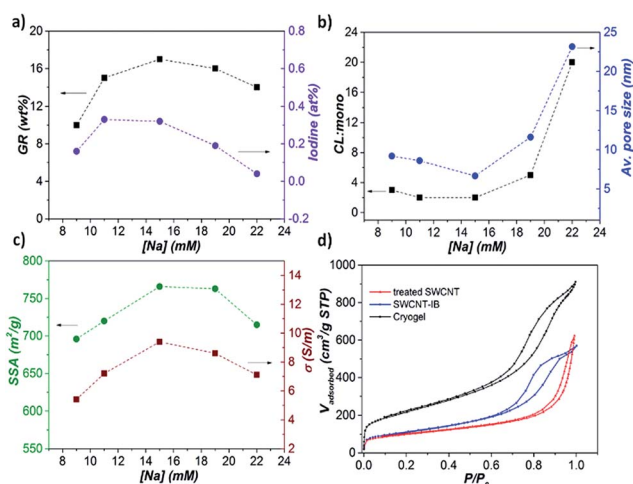 a)
GR (wt%)
20
16
12
8
4
0
0.8
0.6
0.4
0.2
0.0
-0.2
Iodine (at%)
8 10 12 14 16 18 20 22 24
[Na] (mM)
b)
CL:mono
24
20
16
12
8
4
0
25
20
15
10
5
Av. pore size (nm)
8 10 12 14 16 18 20 22 24
[Na] (mM)
c)
SSA (m²/g)
800
750
700
650
600
550
14
12
10
8
6
4
2
σ (S/m)
8 10 12 14 16 18 20 22 24
[Na] (mM)
d)
V adsorbed (cm³/g STP)
1000
800
600
400
200
0
treated SWCNT
SWCNT-IB
Cryogel
0.0 0.2 0.4 0.6 0.8 1.0
P/P